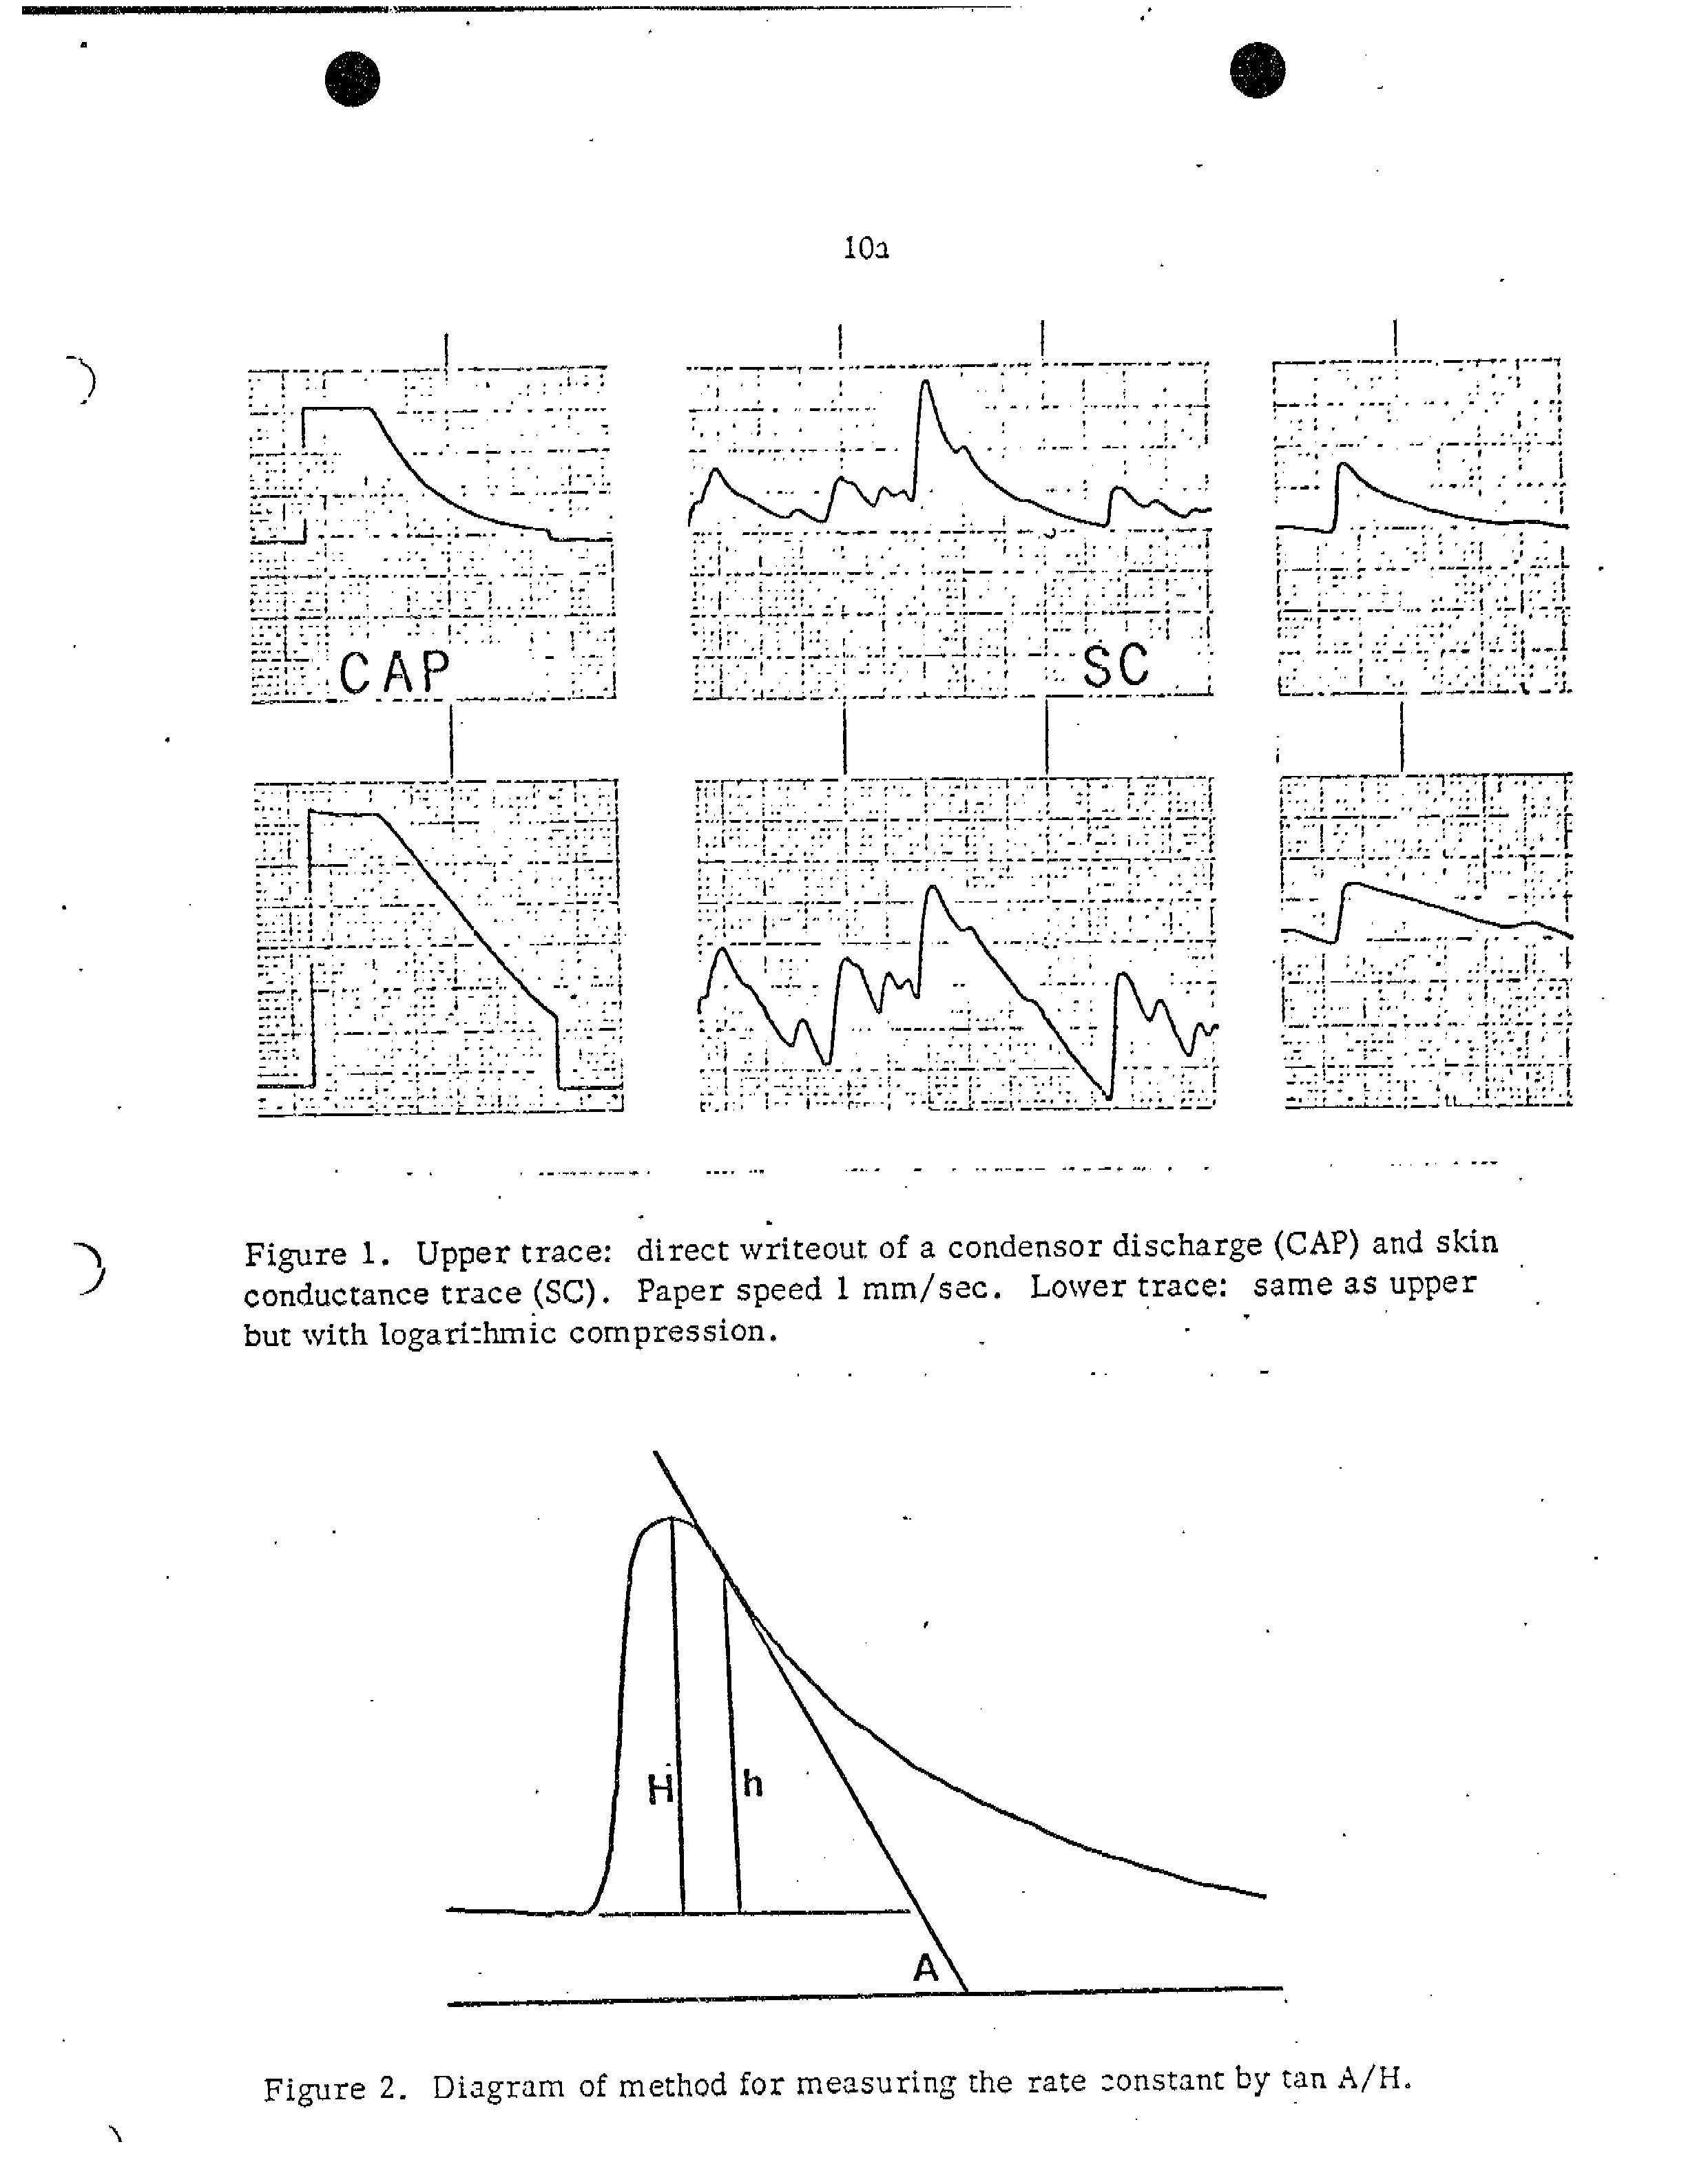 10a
CAP
SC
Figure 1. Upper trace: direct writeout of a condensor discharge (CAP) and skin
conductance trace (SC). Paper speed 1 mm/sec. Lower trace: same as upper
but with logarithmic compression.
H h
A
Figure 2. Diagram of method for measuring the rate constant by tan A/H.